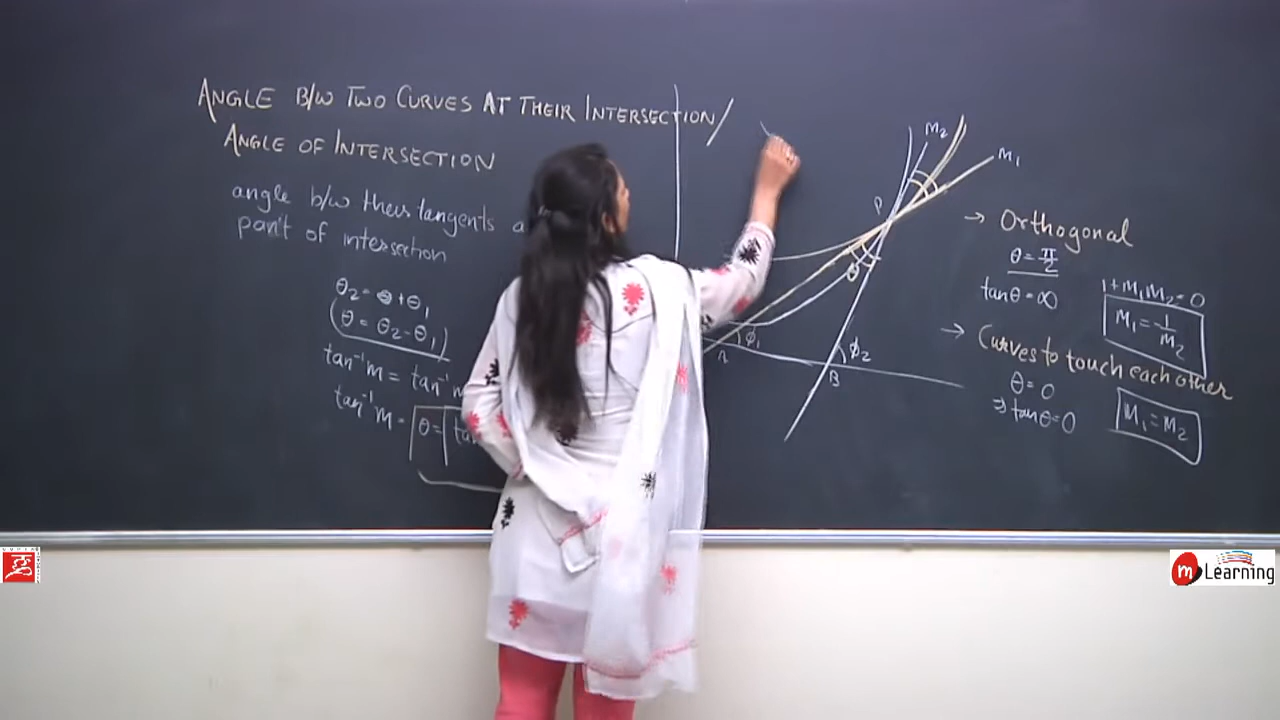 ANGLE B/W TWO CURVES AT THEIR INTERSECTION/
ANGLE OF INTERSECTION
angle b/w their tangents
point of intersection
θ₂ = θ + θ₁
(θ = θ₂ - θ₁)
tan⁻¹m = tan⁻¹m
tan⁻¹m =
θ =
M₂
M₁
P
θ
ϕ₁
ϕ₂
B
→ Orthogonal
θ = π/2
tanθ = ∞
1+M₁M₂=0
M₁ = -1/M₂
→ Curves to touch each other
θ = 0
⇒ tanθ = 0
M₁ = M₂
m Learning